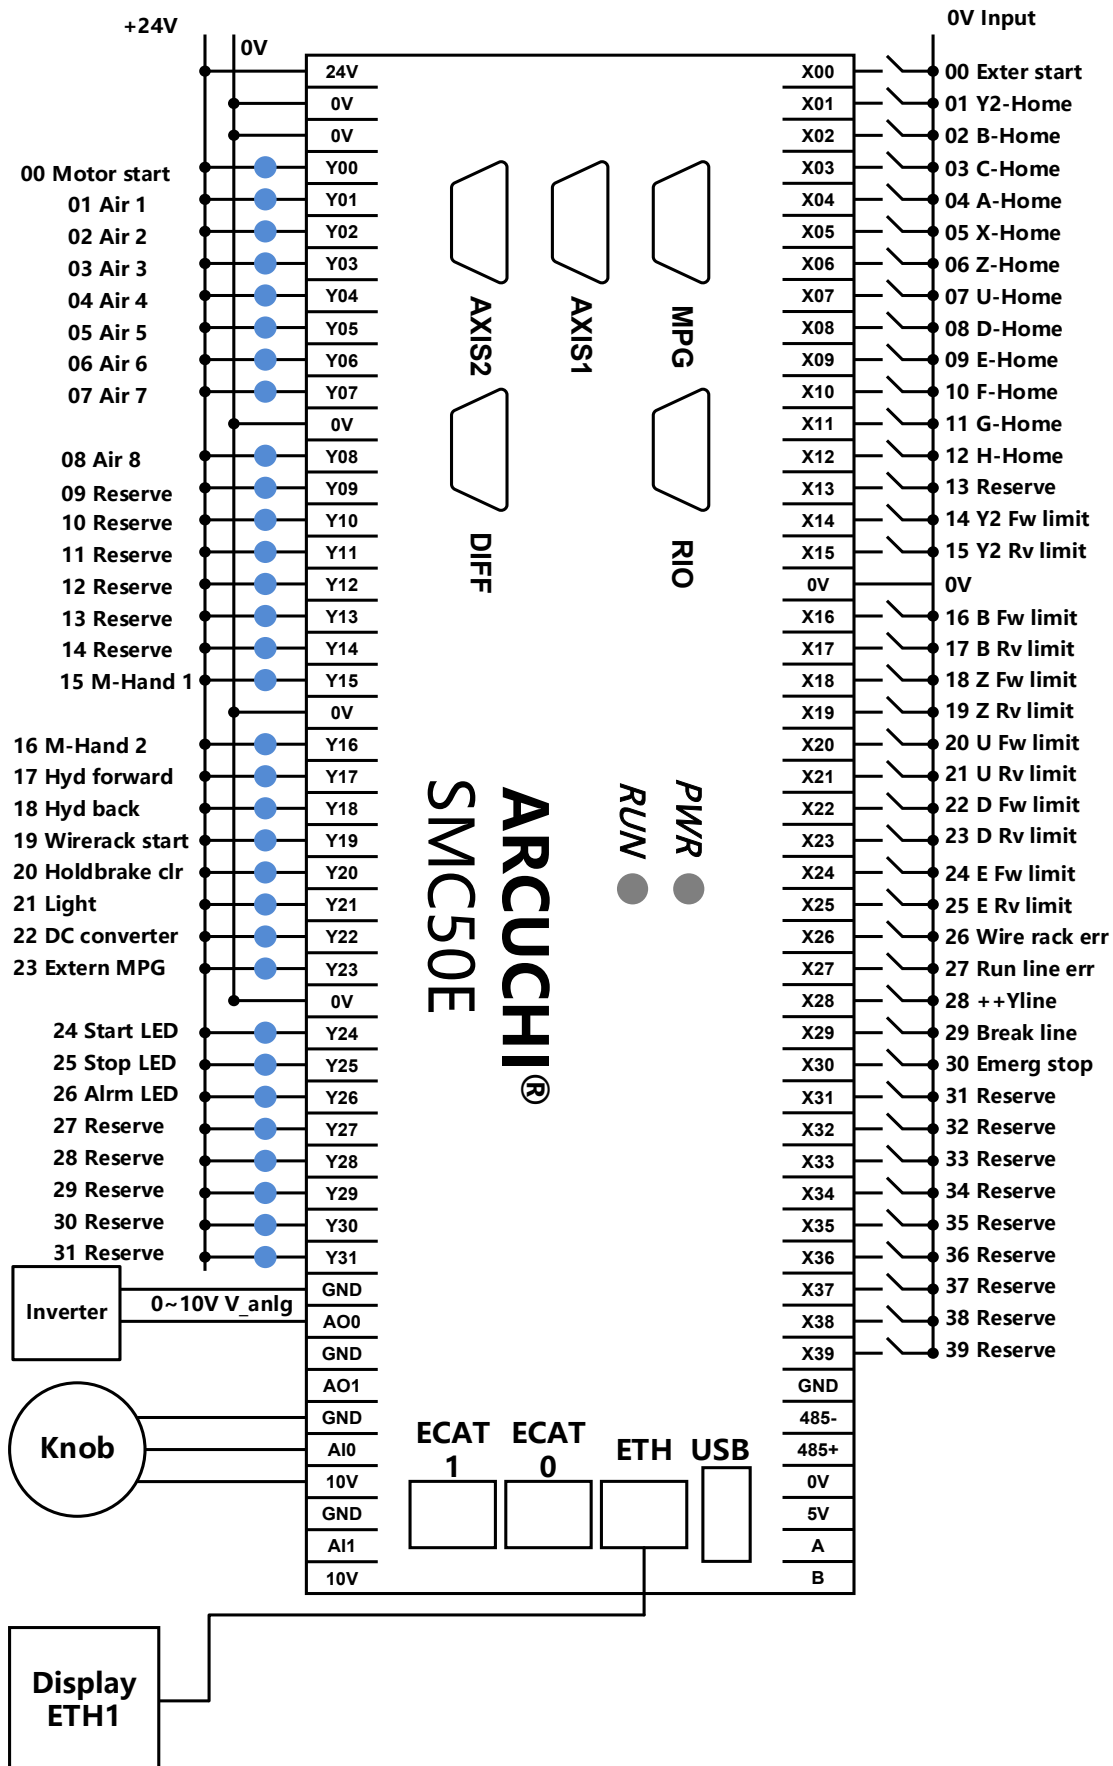 +24V
0V
0V Input
00 Motor start
01 Air 1
02 Air 2
03 Air 3
04 Air 4
05 Air 5
06 Air 6
07 Air 7
08 Air 8
09 Reserve
10 Reserve
11 Reserve
12 Reserve
13 Reserve
14 Reserve
15 M-Hand 1
16 M-Hand 2
17 Hyd forward
18 Hyd back
19 Wirerack start
20 Holdbrake clr
21 Light
22 DC converter
23 Extern MPG
24 Start LED
25 Stop LED
26 Alrm LED
27 Reserve
28 Reserve
29 Reserve
30 Reserve
31 Reserve
Inverter
0~10V V_anlg
Knob
Display
ETH1
24V
0V
0V
Y00
Y01
Y02
Y03
Y04
Y05
Y06
Y07
0V
Y08
Y09
Y10
Y11
Y12
Y13
Y14
Y15
0V
Y16
Y17
Y18
Y19
Y20
Y21
Y22
Y23
0V
Y24
Y25
Y26
Y27
Y28
Y29
Y30
Y31
GND
AO0
GND
AO1
GND
AI0
10V
GND
AI1
10V
AXIS2
AXIS1
MPG
DIFF
RIO
PWR
RUN
ARCUCHI®
SMC50E
ECAT
1
ECAT
0
ETH
USB
X00
X01
X02
X03
X04
X05
X06
X07
X08
X09
X10
X11
X12
X13
X14
X15
0V
X16
X17
X18
X19
X20
X21
X22
X23
X24
X25
X26
X27
X28
X29
X30
X31
X32
X33
X34
X35
X36
X37
X38
X39
GND
485-
485+
0V
5V
A
B
00 Exter start
01 Y2-Home
02 B-Home
03 C-Home
04 A-Home
05 X-Home
06 Z-Home
07 U-Home
08 D-Home
09 E-Home
10 F-Home
11 G-Home
12 H-Home
13 Reserve
14 Y2 Fw limit
15 Y2 Rv limit
0V
16 B Fw limit
17 B Rv limit
18 Z Fw limit
19 Z Rv limit
20 U Fw limit
21 U Rv limit
22 D Fw limit
23 D Rv limit
24 E Fw limit
25 E Rv limit
26 Wire rack err
27 Run line err
28 ++Yline
29 Break line
30 Emerg stop
31 Reserve
32 Reserve
33 Reserve
34 Reserve
35 Reserve
36 Reserve
37 Reserve
38 Reserve
39 Reserve